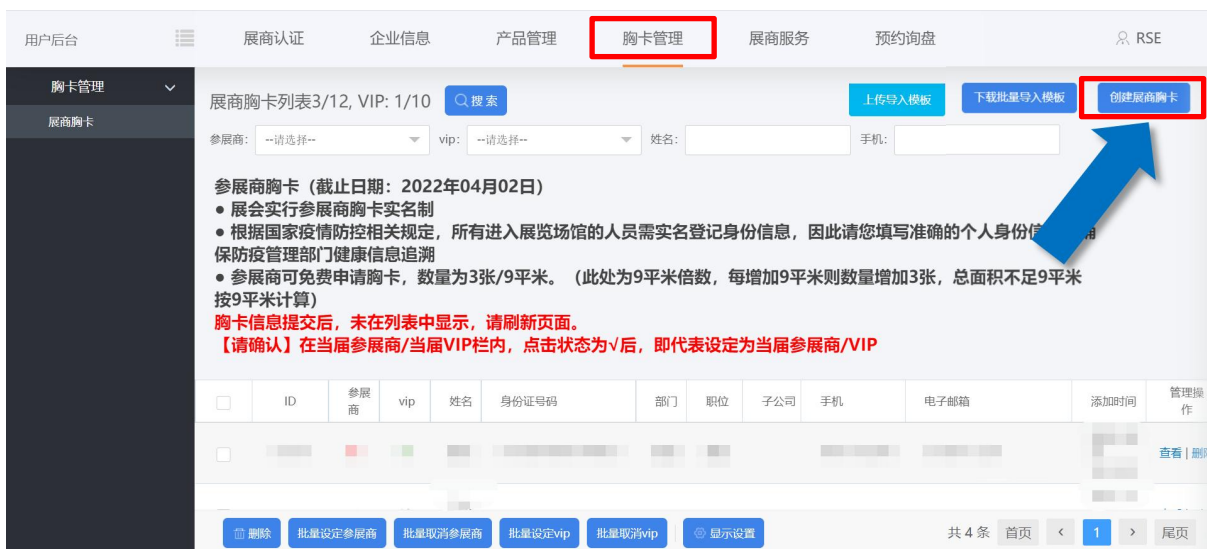 用户后台
展商认证 企业信息 产品管理 胸卡管理 展商服务 预约询盘 RSE
胸卡管理
展商胸卡
展商胸卡列表3/12, VIP: 1/10 搜索 上传导入模板 下载批量导入模板 创建展商胸卡
参展商: --请选择-- vip: --请选择-- 姓名: 手机:
参展商胸卡（截止日期：2022年04月02日）
● 展会实行参展商胸卡实名制
● 根据国家疫情防控相关规定，所有进入展览场馆的人员需实名登记身份信息，因此请您填写准确的个人身份信
保防疫管理部门健康信息追溯
● 参展商可免费申请胸卡，数量为3张/9平米。（此处为9平米倍数，每增加9平米则数量增加3张，总面积不足9平米
按9平米计算）
胸卡信息提交后，未在列表中显示，请刷新页面。
【请确认】在当届参展商/当届VIP栏内，点击状态为√后，即代表设定为当届参展商/VIP
ID 参展商 vip 姓名 身份证号码 部门 职位 子公司 手机 电子邮箱 添加时间 管理操作
查看 | 删
删除 批量设定参展商 批量取消参展商 批量设定vip 批量取消vip 显示设置 共 4 条 首页 < 1 > 尾页